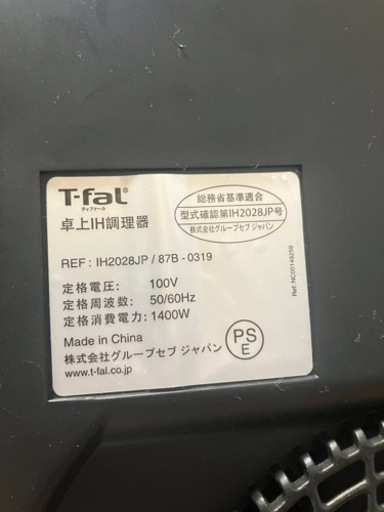 T-fal
ティファール
卓上IH調理器
総務省基準適合
型式確認第IH2028JP号
株式会社グループセブ ジャパン
REF : IH2028JP / 87B - 0319
定格電圧: 100V
定格周波数: 50/60Hz
定格消費電力: 1400W
Made in China
株式会社グループセブ ジャパン
www.t-fal.co.jp
PS
E
Ref: NC00149259